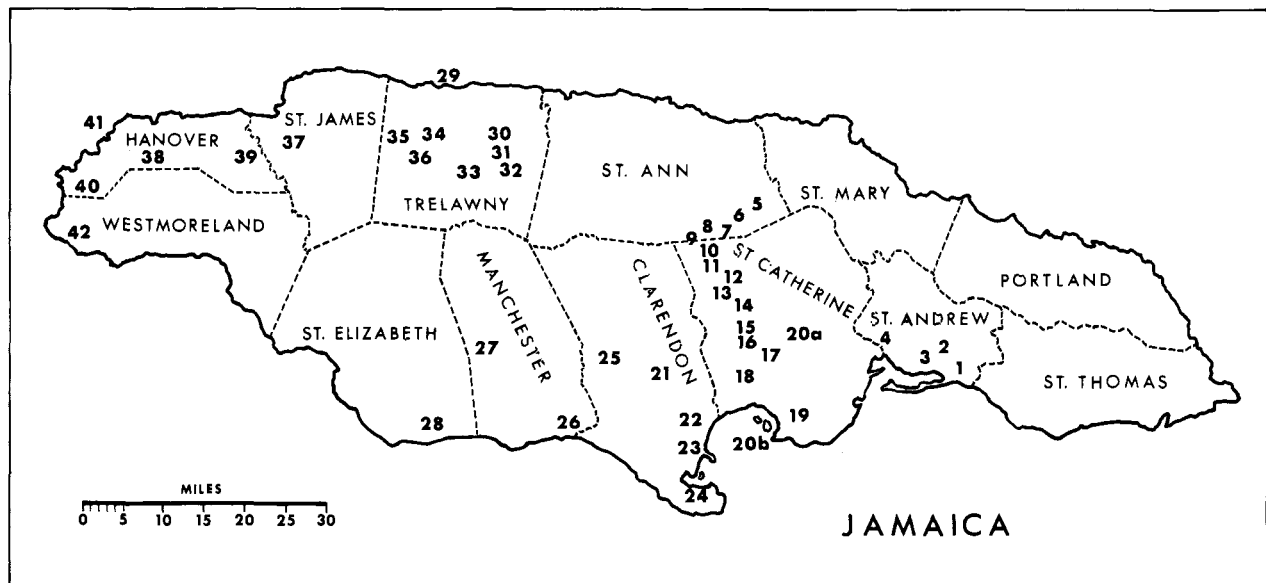 29
41
HANOVER
38
39
40
42
WESTMORELAND
ST. JAMES
37
35
34
30
36
31
33
32
TRELAWNY
ST. ANN
5
6
8
7
9
ST. MARY
PORTLAND
ST. ANDREW
4
2
3
1
ST. THOMAS
ST CATHERINE
10
11
12
13
14
15
16
17
20a
18
19
20b
CLARENDON
25
21
22
23
24
MANCHESTER
27
26
ST. ELIZABETH
28
MILES
0 5 10 15 20 30
JAMAICA